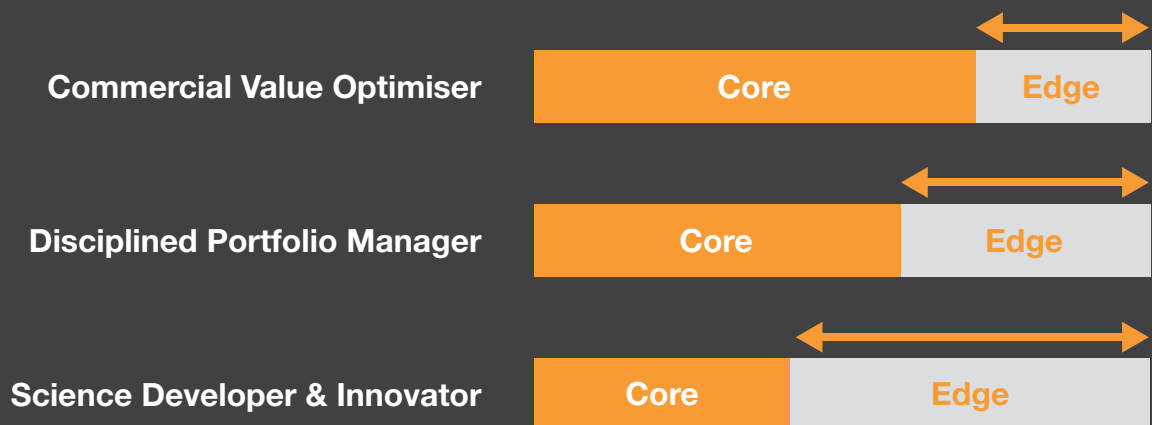 Commercial Value Optimiser Core Edge
Disciplined Portfolio Manager Core Edge
Science Developer & Innovator Core Edge